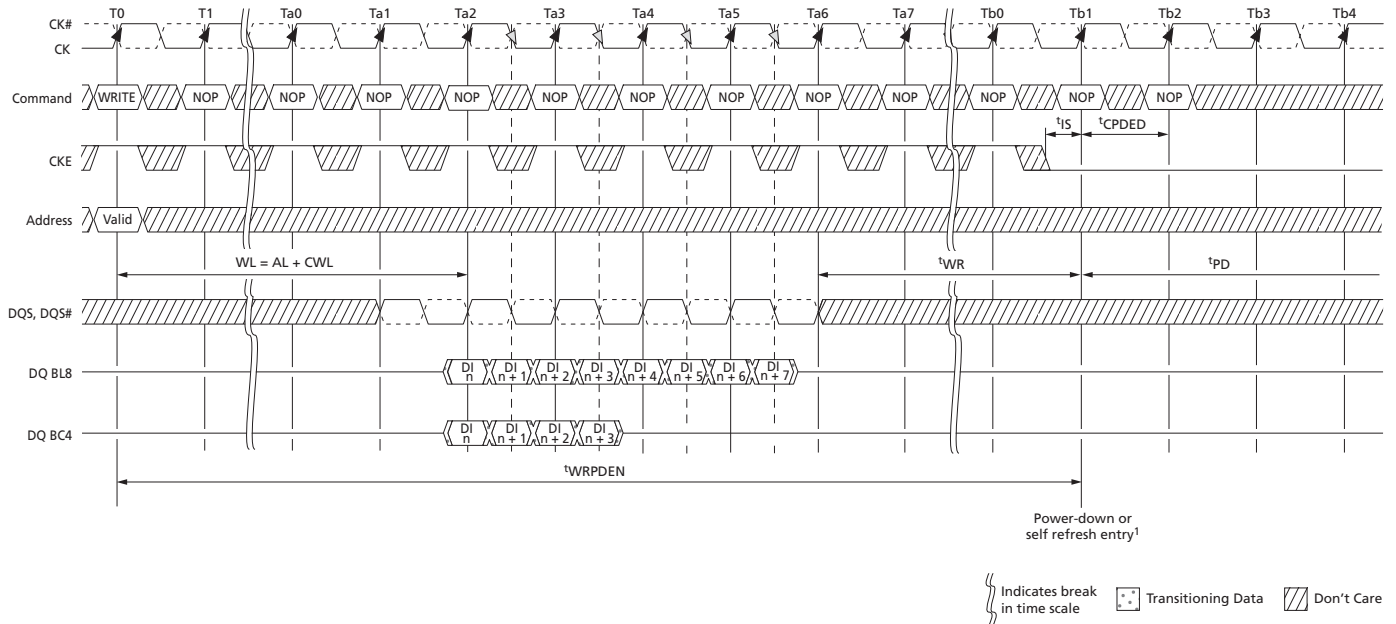 T0 T1 Ta0 Ta1 Ta2 Ta3 Ta4 Ta5 Ta6 Ta7 Tb0 Tb1 Tb2 Tb3 Tb4
CK#
CK
Command WRITE NOP NOP NOP NOP NOP NOP NOP NOP NOP NOP NOP NOP
tIS tCPDED
CKE
Address Valid
WL = AL + CWL tWR tPD
DQS, DQS#
DQ BL8 DI n DI n + 1 DI n + 2 DI n + 3 DI n + 4 DI n + 5 DI n + 6 DI n + 7
DQ BC4 DI n DI n + 1 DI n + 2 DI n + 3
tWRPDEN
Power-down or
self refresh entry1
Indicates break
in time scale
Transitioning Data
Don't Care